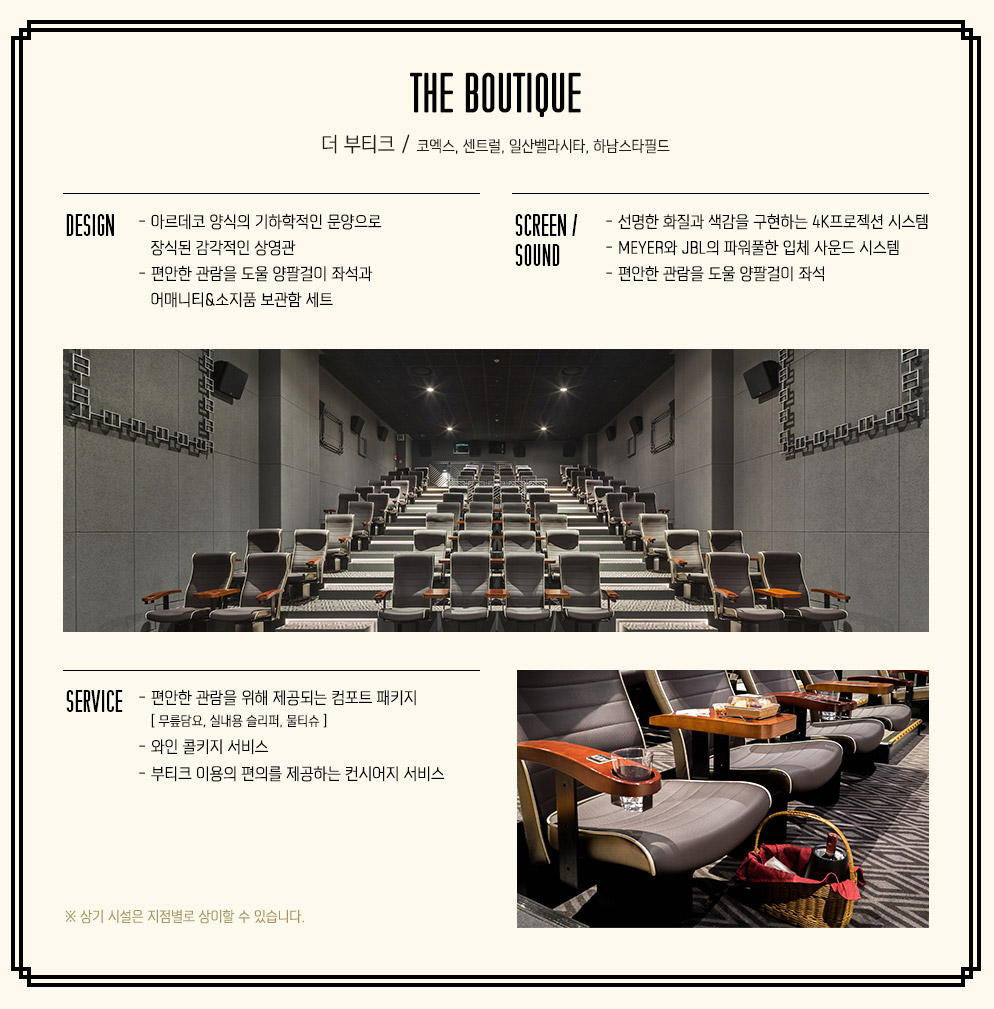 THE BOUTIQUE
더 부티크 / 코엑스, 센트럴, 일산벨라시타, 하남스타필드
DESIGN
- 아르데코 양식의 기하학적인 문양으로
장식된 감각적인 상영관
- 편안한 관람을 도울 양팔걸이 좌석과
어매니티&소지품 보관함 세트
SCREEN /
SOUND
- 선명한 화질과 색감을 구현하는 4K프로젝션 시스템
- MEYER와 JBL의 파워풀한 입체 사운드 시스템
- 편안한 관람을 도울 양팔걸이 좌석
SERVICE
- 편안한 관람을 위해 제공되는 컴포트 패키지
[ 무릎담요, 실내용 슬리퍼, 물티슈 ]
- 와인 콜키지 서비스
- 부티크 이용의 편의를 제공하는 컨시어지 서비스
※ 상기 시설은 지점별로 상이할 수 있습니다.